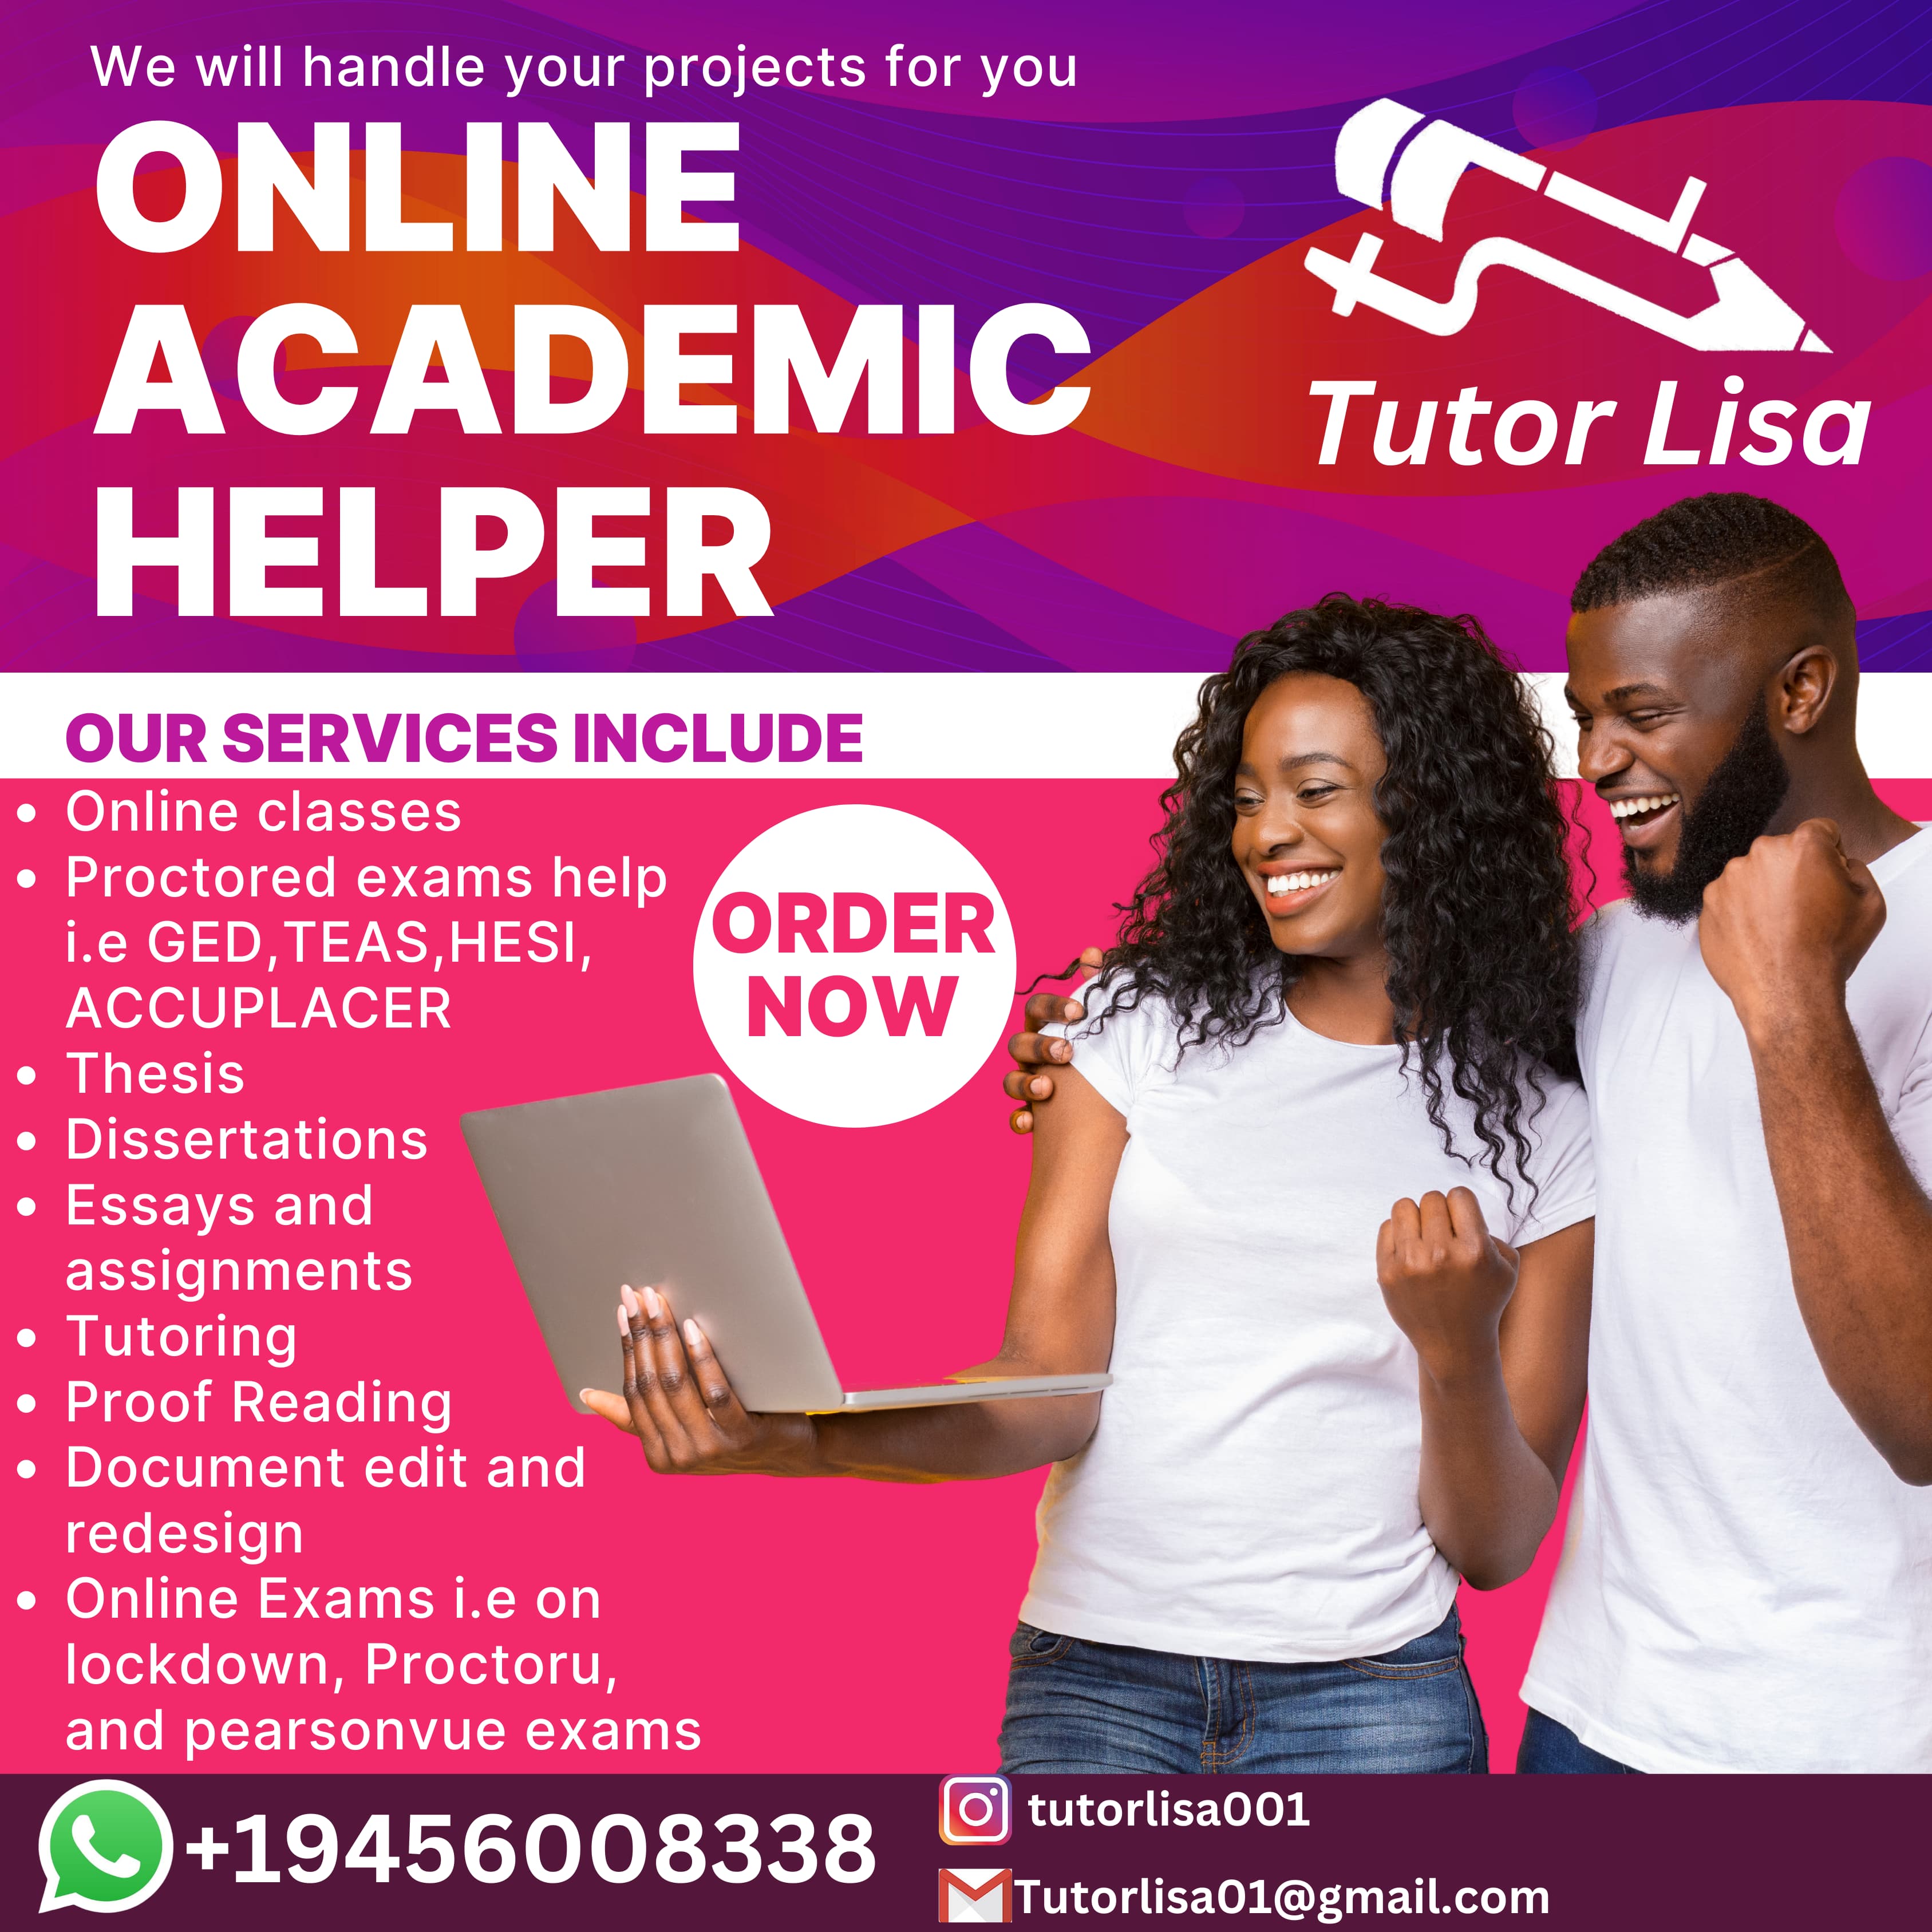 We will handle your projects for you
ONLINE
ACADEMIC
HELPER
Tutor Lisa
OUR SERVICES INCLUDE
• Online classes
• Proctored exams help
i.e GED,TEAS,HESI,
ACCUPLACER
• Thesis
• Dissertations
• Essays and
assignments
• Tutoring
• Proof Reading
• Document edit and
redesign
• Online Exams i.e on
lockdown, Proctoru,
and pearsonvue exams
ORDER
NOW
+19456008338
tutorlisa001
Tutorlisa01@gmail.com